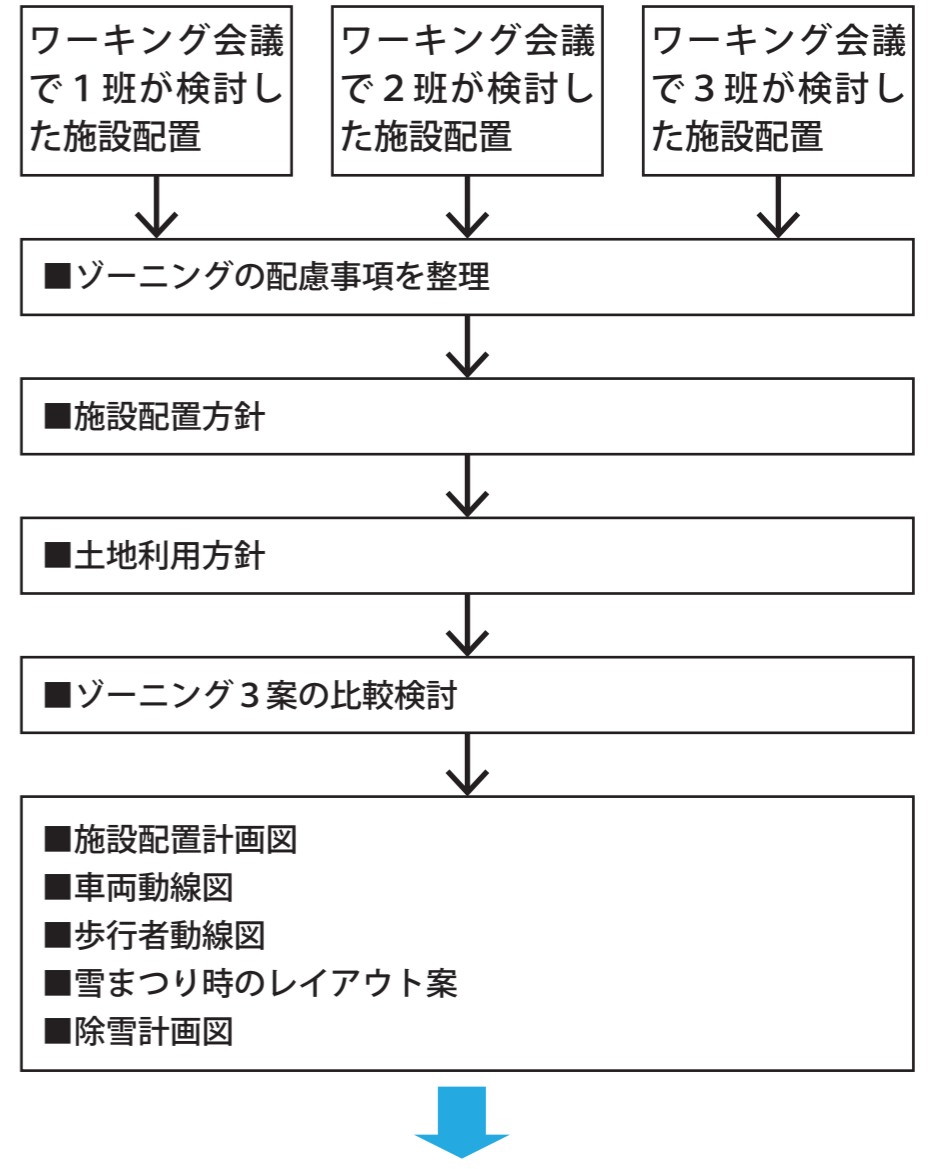 ワーキング会議
で１班が検討し
た施設配置
ワーキング会議
で２班が検討し
た施設配置
ワーキング会議
で３班が検討し
た施設配置
■ゾーニングの配慮事項を整理
■施設配置方針
■土地利用方針
■ゾーニング３案の比較検討
■施設配置計画図
■車両動線図
■歩行者動線図
■雪まつり時のレイアウト案
■除雪計画図